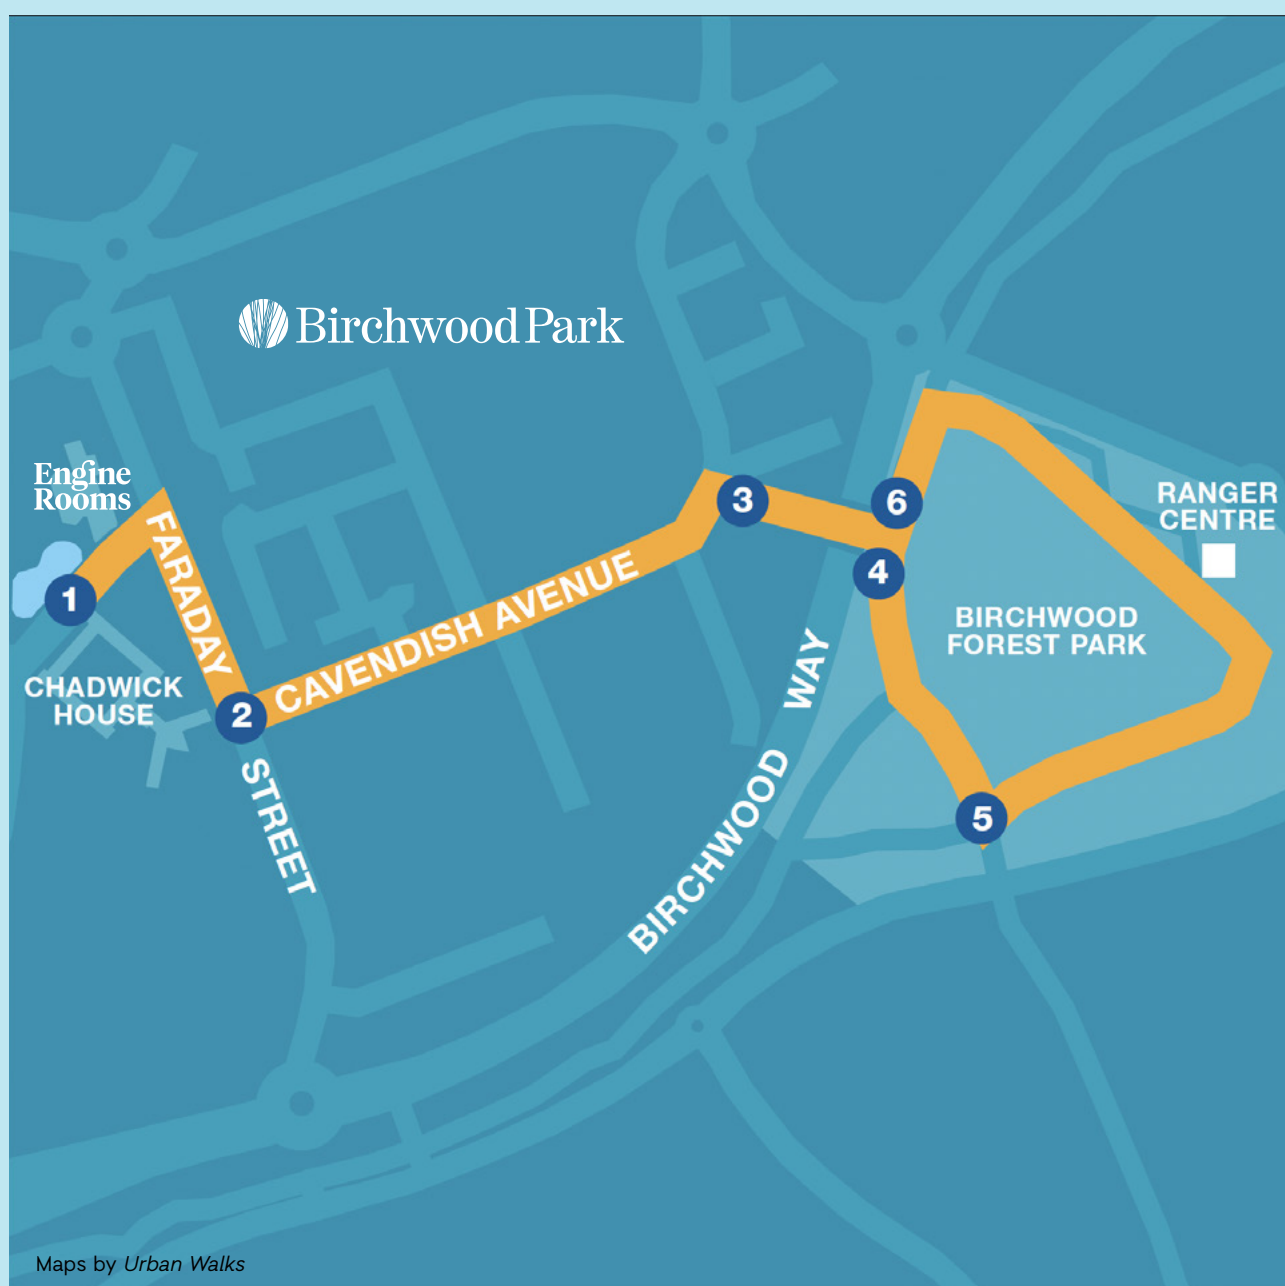 Birchwood Park
Engine
Rooms
1
FARADAY
STREET
CHADWICK
HOUSE
2
CAVENDISH AVENUE
3
6
4
RANGER
CENTRE
BIRCHWOOD
FOREST PARK
BIRCHWOOD WAY
5
Maps by Urban Walks